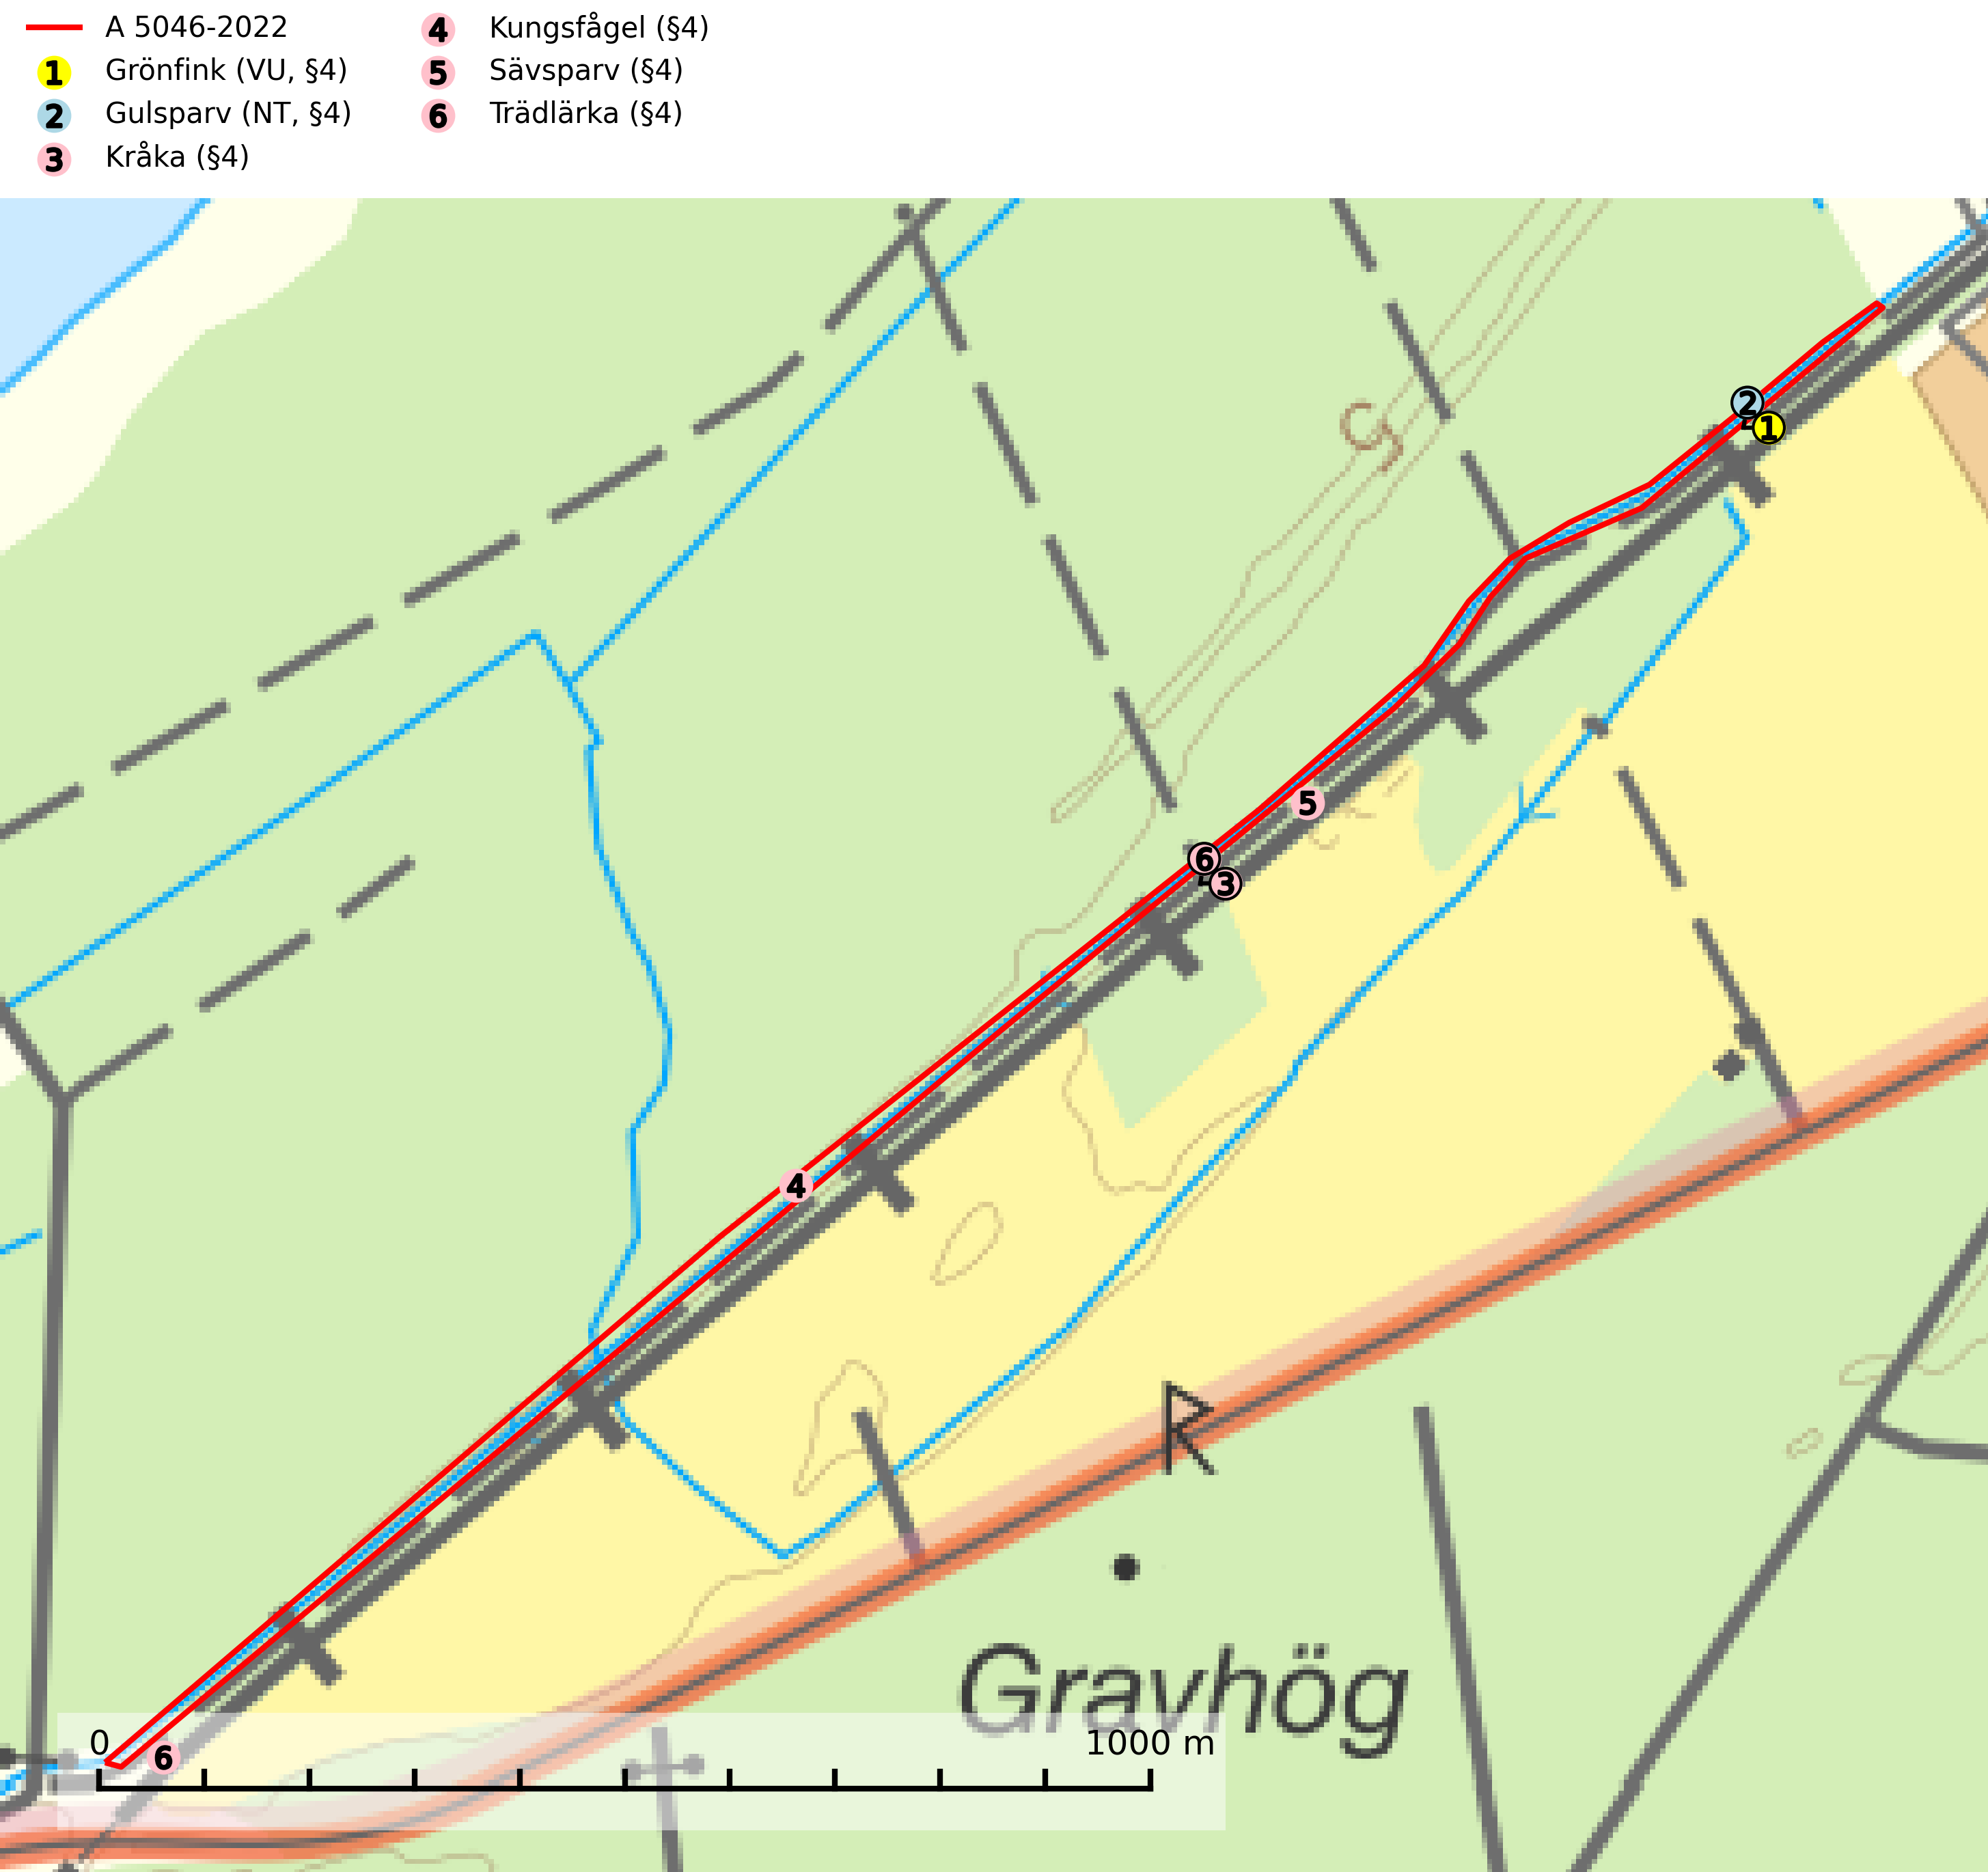 A 5046-2022
1 Grönfink (VU, §4)
2 Gulsparv (NT, §4)
3 Kråka (§4)
4 Kungsfågel (§4)
5 Sävsparv (§4)
6 Trädlärka (§4)
2
1
5
6
3
4
R
Gravhög
6
0 1000 m